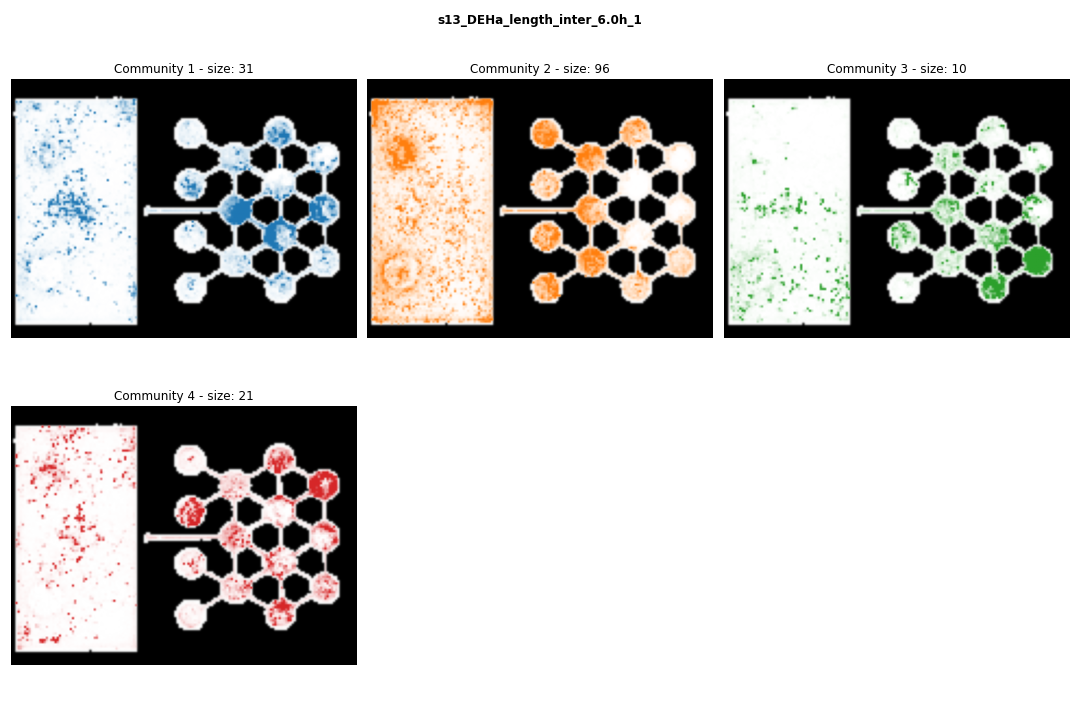 s13_DEHa_length_inter_6.0h_1
Community 1 - size: 31
Community 2 - size: 96
Community 3 - size: 10
Community 4 - size: 21